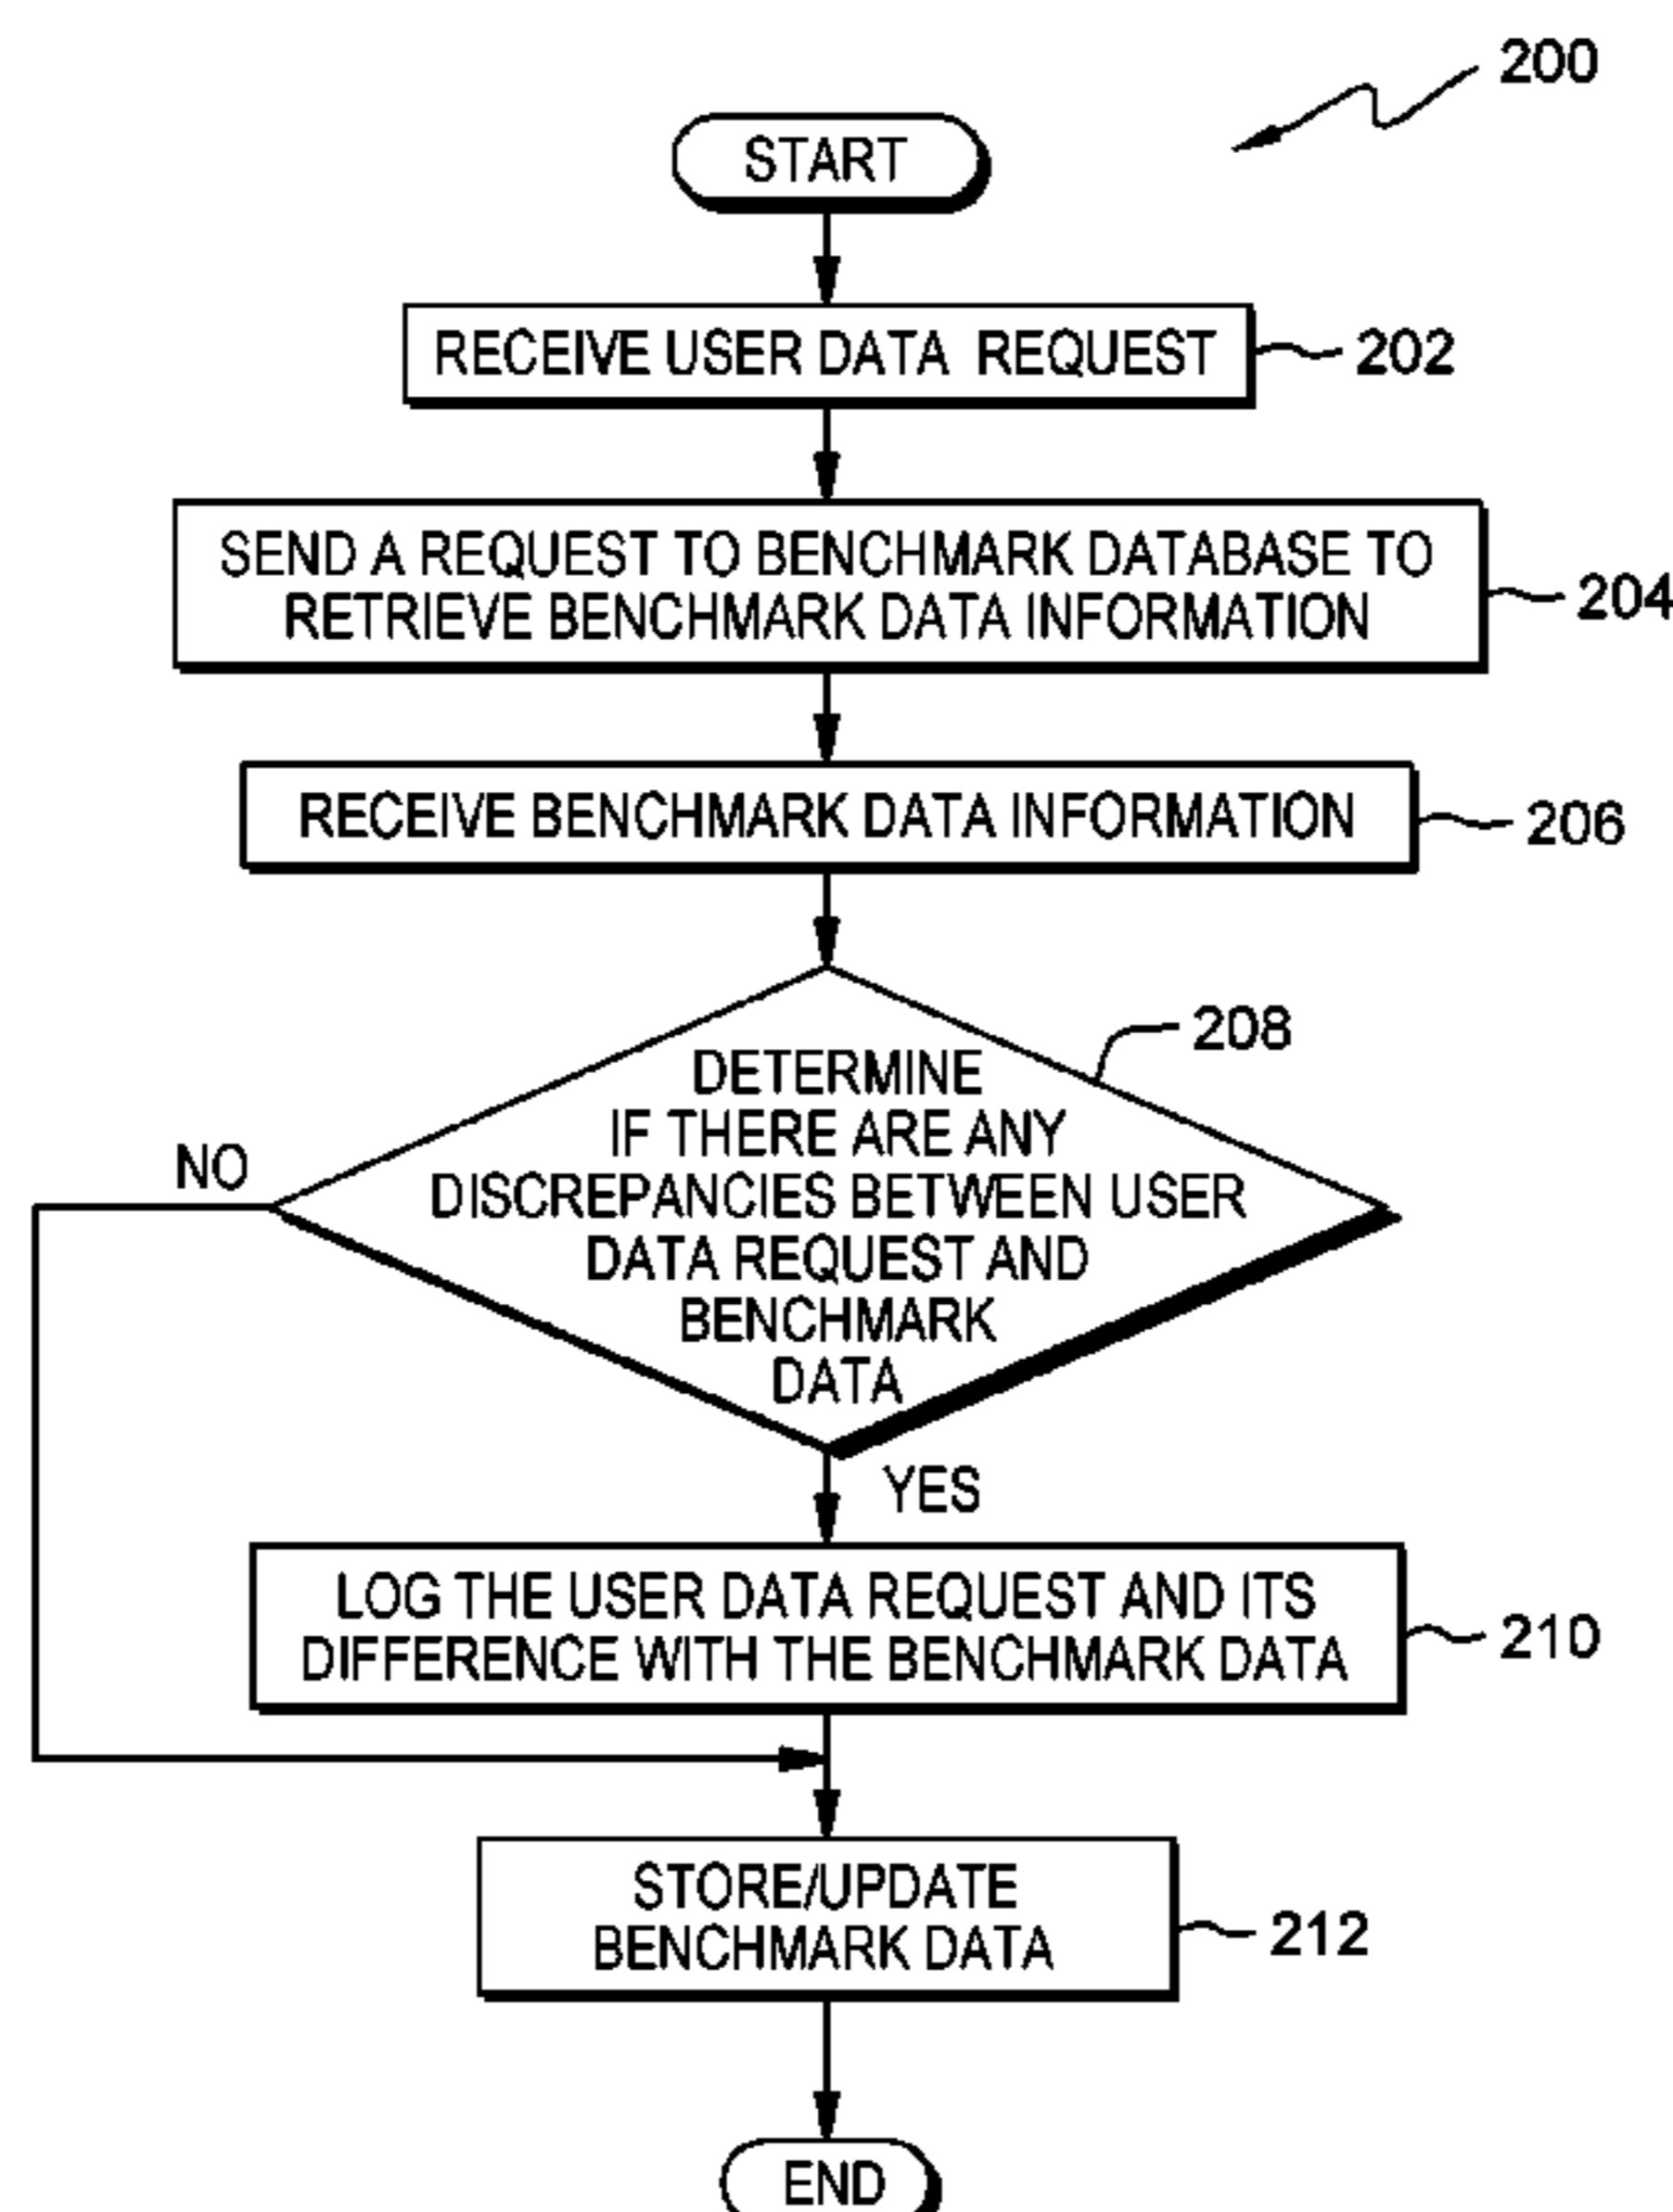 200
START
RECEIVE USER DATA REQUEST
202
SEND A REQUEST TO BENCHMARK DATABASE TO
RETRIEVE BENCHMARK DATA INFORMATION
204
RECEIVE BENCHMARK DATA INFORMATION
206
208
DETERMINE
IF THERE ARE ANY
DISCREPANCIES BETWEEN USER
DATA REQUEST AND
BENCHMARK
DATA
NO
YES
LOG THE USER DATA REQUEST AND ITS
DIFFERENCE WITH THE BENCHMARK DATA
210
STORE/UPDATE
BENCHMARK DATA
212
END